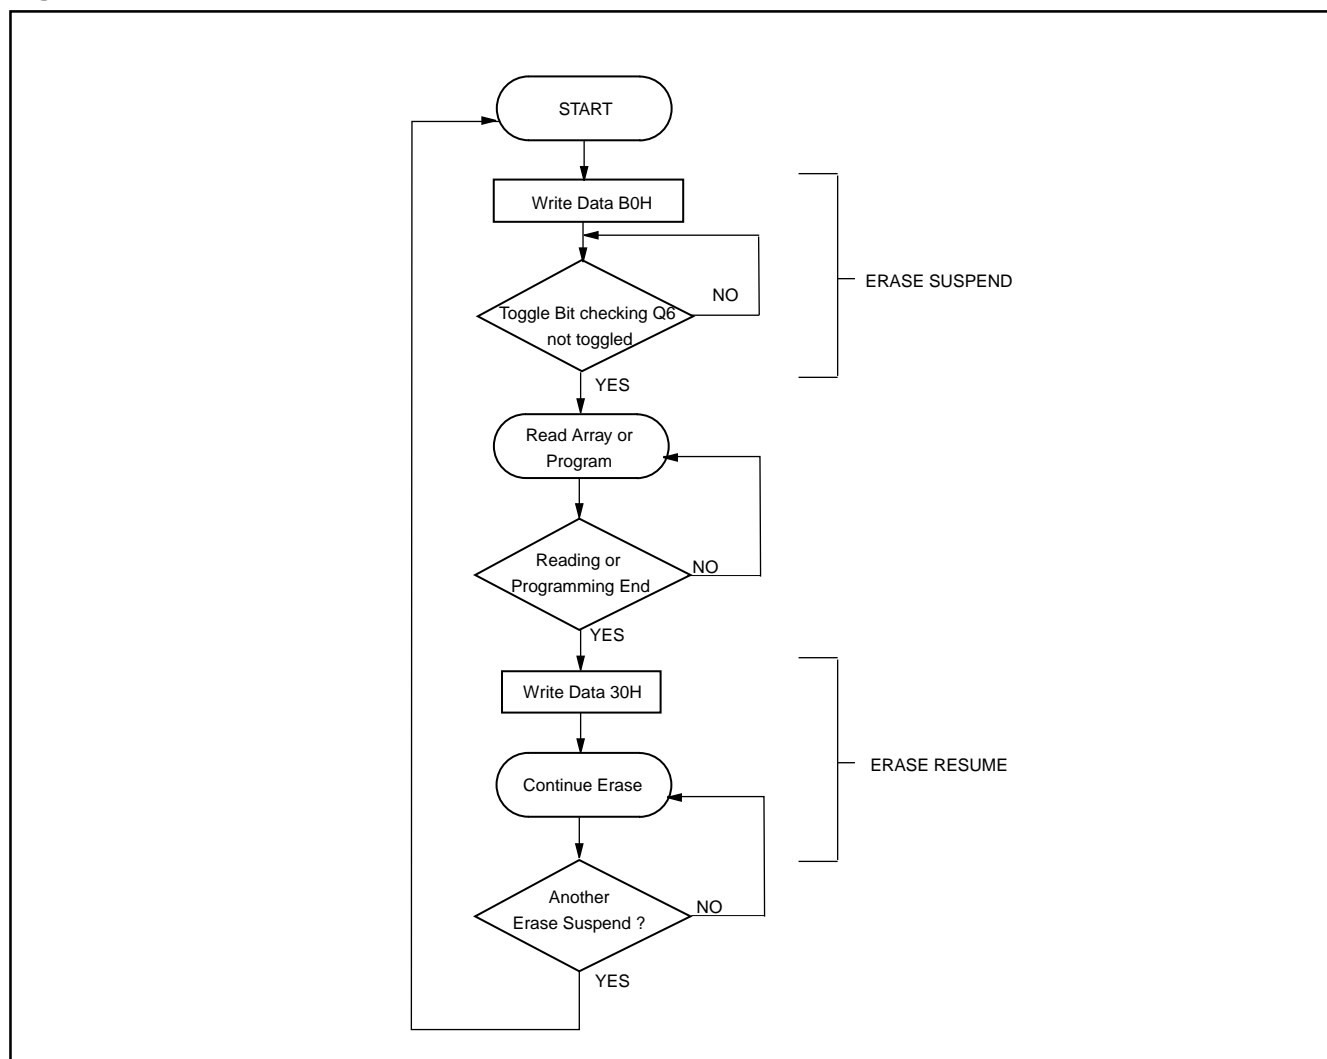 START
Write Data B0H
ERASE SUSPEND
NO
Toggle Bit checking Q6
not toggled
YES
Read Array or
Program
Reading or
NO
Programming End
YES
Write Data 30H
ERASE RESUME
Continue Erase
Another
NO
Erase Suspend ?
YES